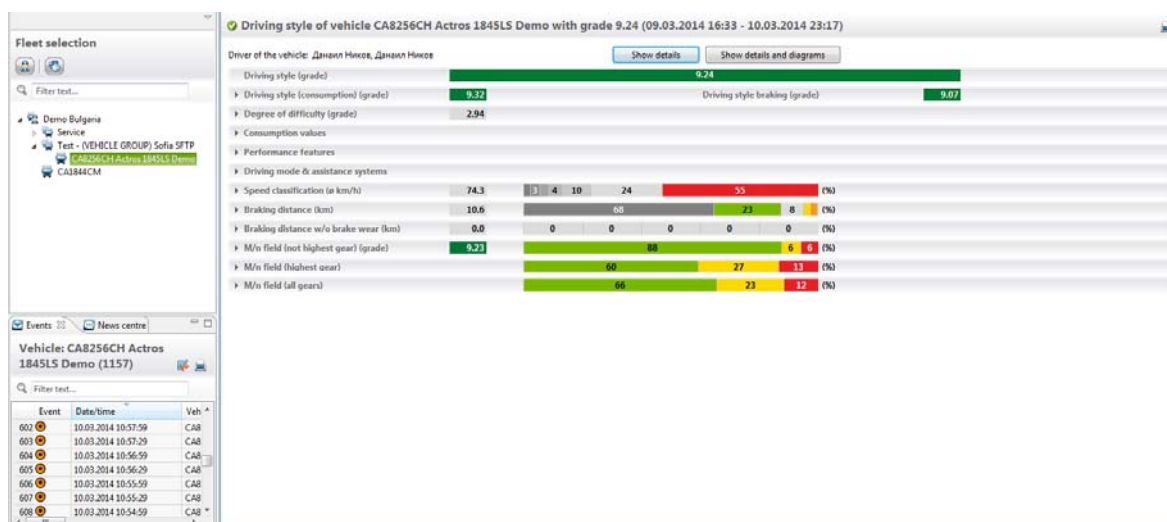 Fleet selection
Filter text...
Demo Bulgaria
Service
Test - (VEHICLE GROUP) Sofia SFTP
CA8256CH Actros 1845LS Demo
CA1844CM
Events
News centre
Vehicle: CA8256CH Actros
1845LS Demo (1157)
Filter text...
Event Date/time Veh
602 10.03.2014 10:57:59 CA8
603 10.03.2014 10:57:29 CA8
604 10.03.2014 10:56:59 CA8
605 10.03.2014 10:56:29 CA8
606 10.03.2014 10:55:59 CA8
607 10.03.2014 10:55:29 CA8
608 10.03.2014 10:54:59 CA8
Driving style of vehicle CA8256CH Actros 1845LS Demo with grade 9.24 (09.03.2014 16:33 - 10.03.2014 23:17)
Driver of the vehicle: Данаил Ников, Данаил Ников
Show details
Show details and diagrams
Driving style (grade) 9.24
Driving style (consumption) (grade) 9.32 Driving style braking (grade) 9.07
Degree of difficulty (grade) 2.94
Consumption values
Performance features
Driving mode & assistance systems
Speed classification (ø km/h) 74.3 3 4 10 24 55 (%)
Braking distance (km) 10.6 68 23 8 (%)
Braking distance w/o brake wear (km) 0.0 0 0 0 0 0 (%)
M/n field (not highest gear) (grade) 9.23 88 6 6 (%)
M/n field (highest gear) 60 27 13 (%)
M/n field (all gears) 66 23 12 (%)